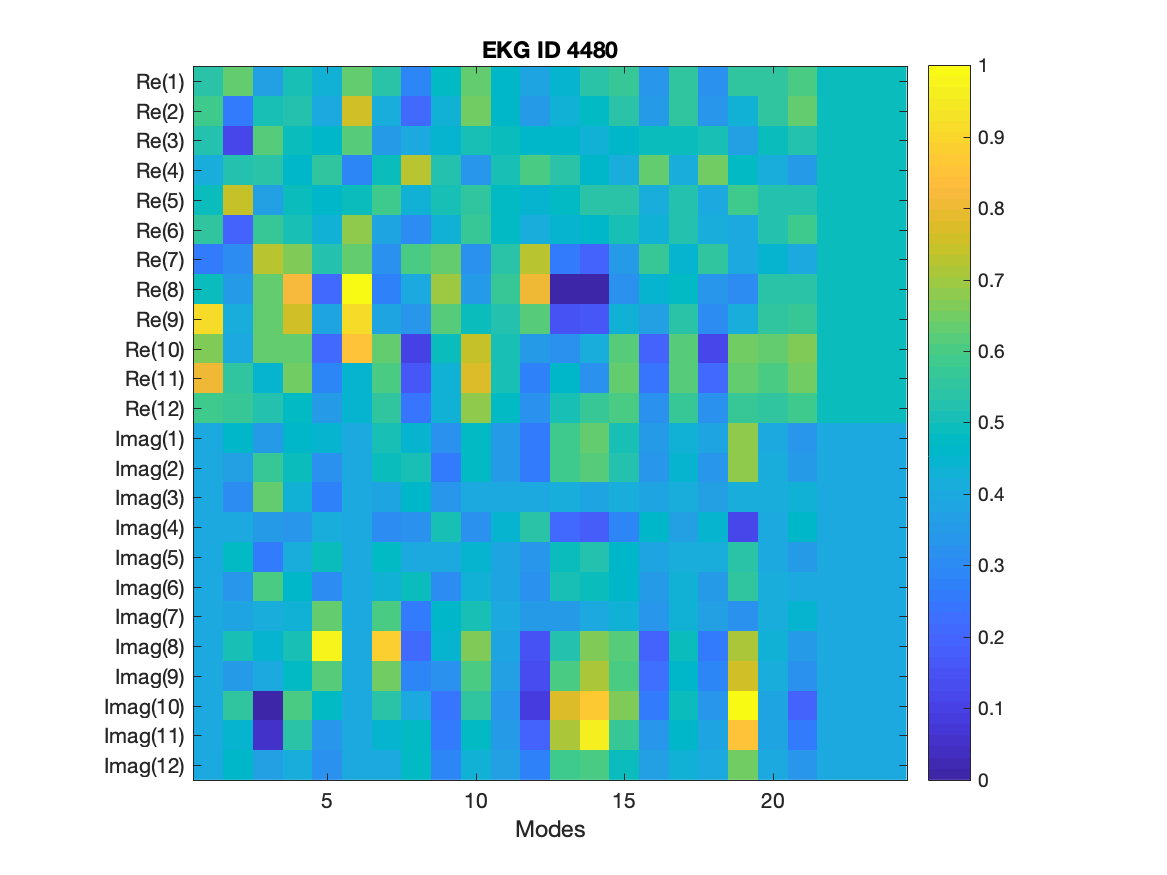 EKG ID 4480
Re(1)
Re(2)
Re(3)
Re(4)
Re(5)
Re(6)
Re(7)
Re(8)
Re(9)
Re(10)
Re(11)
Re(12)
Imag(1)
Imag(2)
Imag(3)
Imag(4)
Imag(5)
Imag(6)
Imag(7)
Imag(8)
Imag(9)
Imag(10)
Imag(11)
Imag(12)
5 10 15 20
Modes
1
0.9
0.8
0.7
0.6
0.5
0.4
0.3
0.2
0.1
0